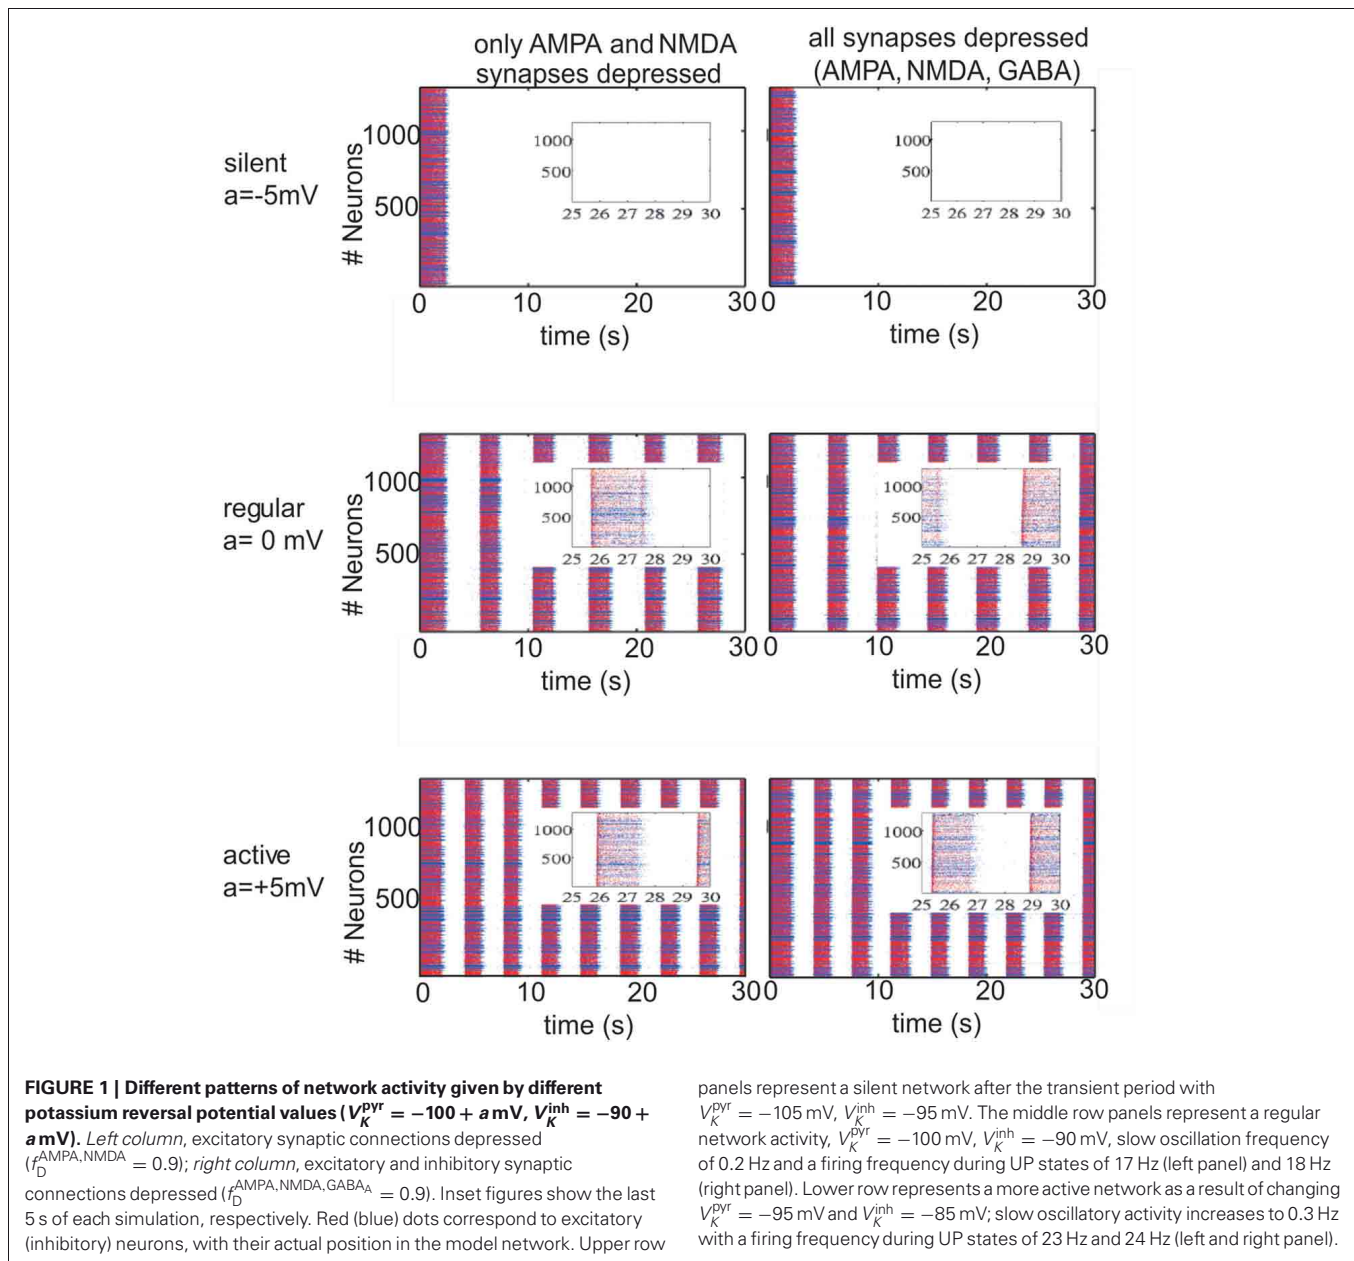 only AMPA and NMDA
synapses depressed
all synapses depressed
(AMPA, NMDA, GABA)
silent
a=-5mV
# Neurons
1000
500
0 10 20 30
time (s)
1000
500
25 26 27 28 29 30
0 10 20 30
time (s)
1000
500
25 26 27 28 29 30
regular
a= 0 mV
# Neurons
1000
500
0 10 20 30
time (s)
1000
500
25 26 27 28 29 30
0 10 20 30
time (s)
1000
500
25 26 27 28 29 30
active
a=+5mV
# Neurons
1000
500
0 10 20 30
time (s)
1000
500
25 26 27 28 29 30
0 10 20 30
time (s)
1000
500
25 26 27 28 29 30
FIGURE 1 | Different patterns of network activity given by different
potassium reversal potential values (V_K^pyr = −100 + a mV, V_K^inh = −90 +
a mV). Left column, excitatory synaptic connections depressed
(f_D^AMPA,NMDA = 0.9); right column, excitatory and inhibitory synaptic
connections depressed (f_D^AMPA,NMDA,GABA_A = 0.9). Inset figures show the last
5 s of each simulation, respectively. Red (blue) dots correspond to excitatory
(inhibitory) neurons, with their actual position in the model network. Upper row
panels represent a silent network after the transient period with
V_K^pyr = −105 mV, V_K^inh = −95 mV. The middle row panels represent a regular
network activity, V_K^pyr = −100 mV, V_K^inh = −90 mV, slow oscillation frequency
of 0.2 Hz and a firing frequency during UP states of 17 Hz (left panel) and 18 Hz
(right panel). Lower row represents a more active network as a result of changing
V_K^pyr = −95 mV and V_K^inh = −85 mV; slow oscillatory activity increases to 0.3 Hz
with a firing frequency during UP states of 23 Hz and 24 Hz (left and right panel).